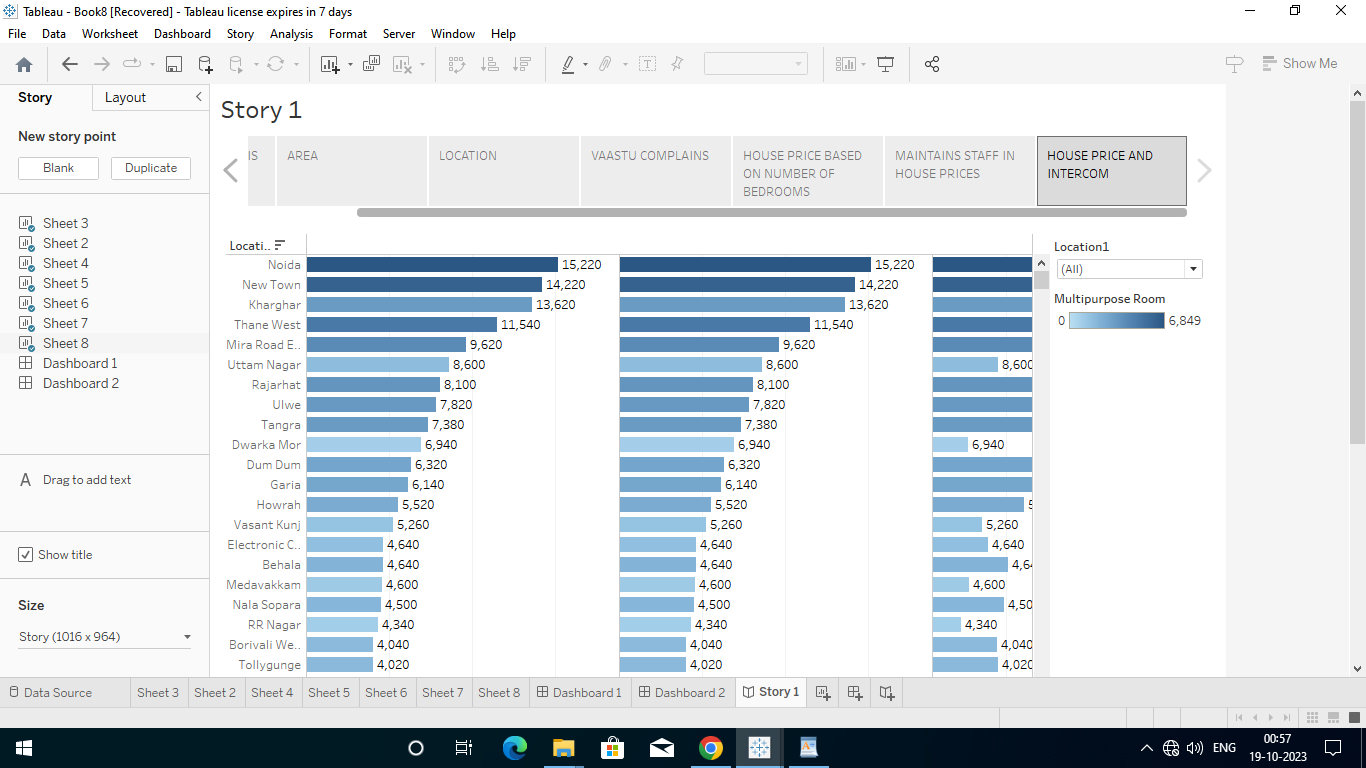 Tableau - Book8 [Recovered] - Tableau license expires in 7 days
File Data Worksheet Dashboard Story Analysis Format Server Window Help
Show Me
Story Layout
New story point
Blank Duplicate
Sheet 3
Sheet 2
Sheet 4
Sheet 5
Sheet 6
Sheet 7
Sheet 8
Dashboard 1
Dashboard 2
A Drag to add text
Show title
Size
Story (1016 x 964)
Story 1
IS AREA LOCATION VAASTU COMPLAINS HOUSE PRICE BASED MAINTAINS STAFF IN HOUSE PRICE AND
ON NUMBER OF HOUSE PRICES INTERCOM
BEDROOMS
Locati..
Noida 15,220 15,220
New Town 14,220 14,220
Kharghar 13,620 13,620
Thane West 11,540 11,540
Mira Road E.. 9,620 9,620
Uttam Nagar 8,600 8,600 8,600
Rajarhat 8,100 8,100
Ulwe 7,820 7,820
Tangra 7,380 7,380
Dwarka Mor 6,940 6,940 6,940
Dum Dum 6,320 6,320
Garia 6,140 6,140
Howrah 5,520 5,520 5
Vasant Kunj 5,260 5,260 5,260
Electronic C.. 4,640 4,640 4,640
Behala 4,640 4,640 4,64
Medavakkam 4,600 4,600 4,600
Nala Sopara 4,500 4,500 4,50
RR Nagar 4,340 4,340 4,340
Borivali We.. 4,040 4,040 4,040
Tollygunge 4,020 4,020 4,020
Location1
(All)
Multipurpose Room
0 6,849
Data Source Sheet 3 Sheet 2 Sheet 4 Sheet 5 Sheet 6 Sheet 7 Sheet 8 Dashboard 1 Dashboard 2 Story 1
ENG 00:57
19-10-2023